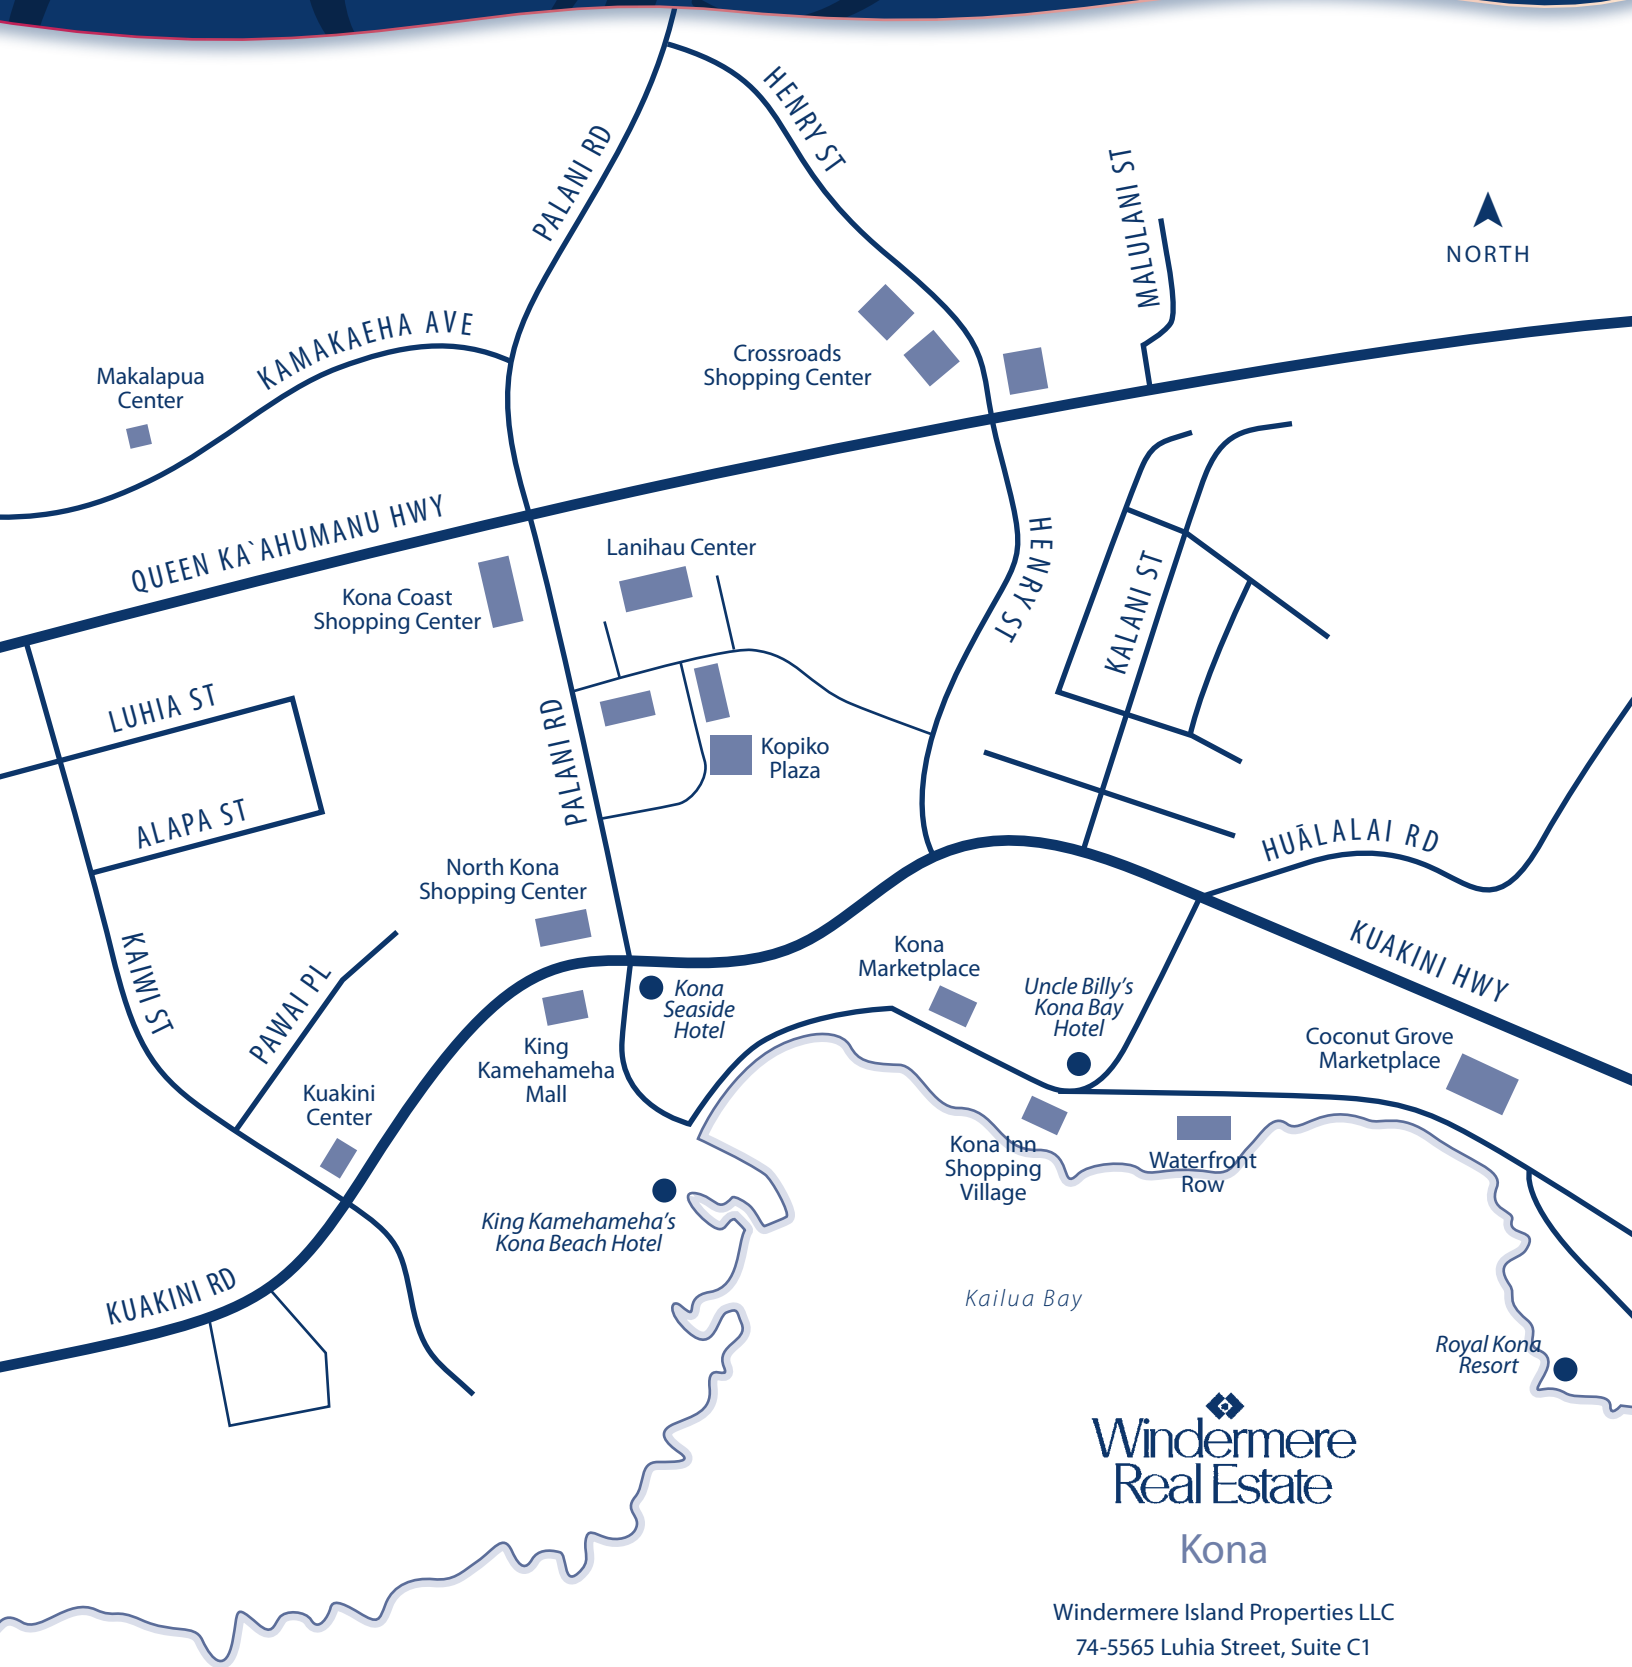 HENRY ST
PALANI RD
MALULANI ST
NORTH
KAMAKAEHA AVE
Crossroads
Shopping Center
Makalapua
Center
QUEEN KA`AHUMANU HWY
Lanihau Center
Kona Coast
Shopping Center
HENRY ST
KALANI ST
LUHIA ST
PALANI RD
Kopiko
Plaza
ALAPA ST
HUĀLALAI RD
North Kona
Shopping Center
KUAKINI HWY
KAIWI ST
Kona
Marketplace
PAWAI PL
Kona
Seaside
Hotel
Uncle Billy's
Kona Bay
Hotel
Coconut Grove
Marketplace
King
Kamehameha
Mall
Kuakini
Center
Kona Inn
Shopping
Village
Waterfront
Row
King Kamehameha's
Kona Beach Hotel
KUAKINI RD
Kailua Bay
Royal Kona
Resort
Windermere
Real Estate
Kona
Windermere Island Properties LLC
74-5565 Luhia Street, Suite C1